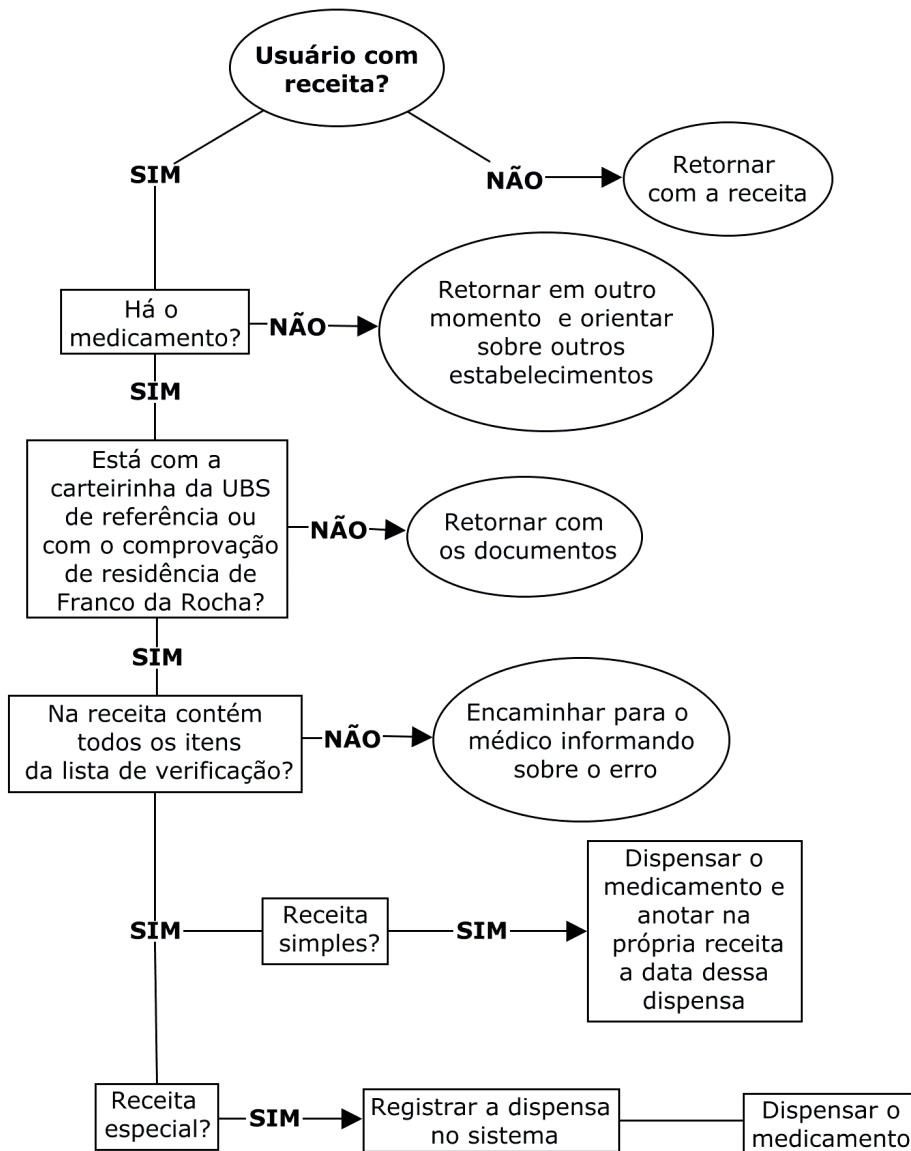 Usuário com
receita?
SIM
NÃO
Retornar
com a receita
Há o
medicamento?
NÃO
Retornar em outro
momento e orientar
sobre outros
estabelecimentos
SIM
Está com a
carteirinha da UBS
de referência ou
com o comprovação
de residência de
Franco da Rocha?
NÃO
Retornar com
os documentos
SIM
Na receita contém
todos os itens
da lista de verificação?
NÃO
Encaminhar para o
médico informando
sobre o erro
SIM
Receita
simples?
SIM
Dispensar o
medicamento e
anotar na
própria receita
a data dessa
dispensa
Receita
especial?
SIM
Registrar a dispensa
no sistema
Dispensar o
medicamento